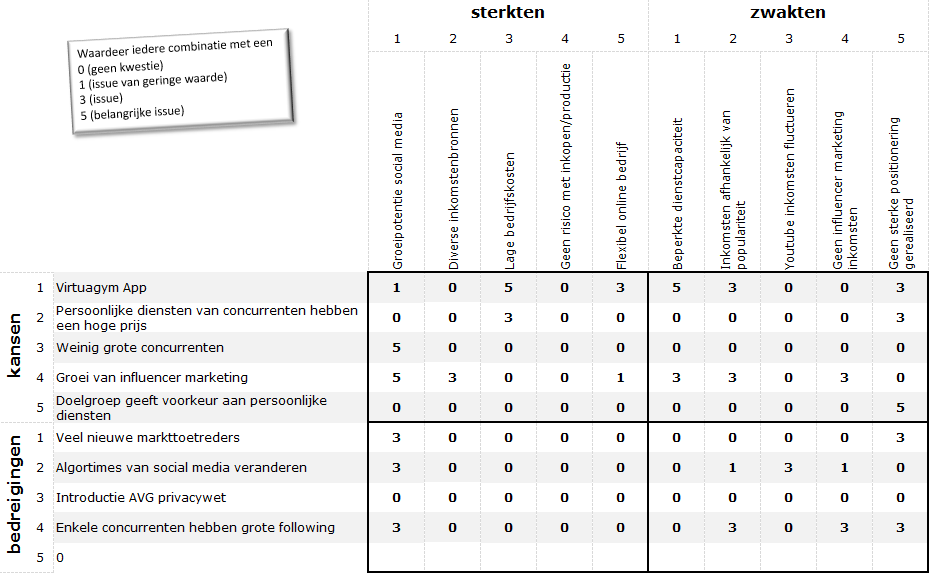 sterkten zwakten
1 2 3 4 5 1 2 3 4 5
Waardeer iedere combinatie met een
0 (geen kwestie)
1 (issue van geringe waarde)
3 (issue)
5 (belangrijke issue)
Groeipotentie social media
Diverse inkomstenbronnen
Lage bedrijfskosten
Geen risico met inkopen/productie
Flexibel online bedrijf
Beperkte dienstcapaciteit
Inkomsten afhankelijk van
populariteit
Youtube inkomsten fluctueren
Geen influencer marketing
inkomsten
Geen sterke positionering
gerealiseerd
kansen
1 Virtuagym App 1 0 5 0 3 5 3 0 0 3
2 Persoonlijke diensten van concurrenten hebben
een hoge prijs 0 0 3 0 0 0 0 0 0 3
3 Weinig grote concurrenten 5 0 0 0 0 0 0 0 0 0
4 Groei van influencer marketing 5 3 0 0 1 3 3 0 3 0
5 Doelgroep geeft voorkeur aan persoonlijke
diensten 0 0 0 0 0 0 0 0 0 5
bedreigingen
1 Veel nieuwe markttoetreders 3 0 0 0 0 0 0 0 0 3
2 Algortimes van social media veranderen 3 0 0 0 0 0 1 3 1 0
3 Introductie AVG privacywet 0 0 0 0 0 0 0 0 0 0
4 Enkele concurrenten hebben grote following 3 0 0 0 0 0 3 0 3 3
5 0